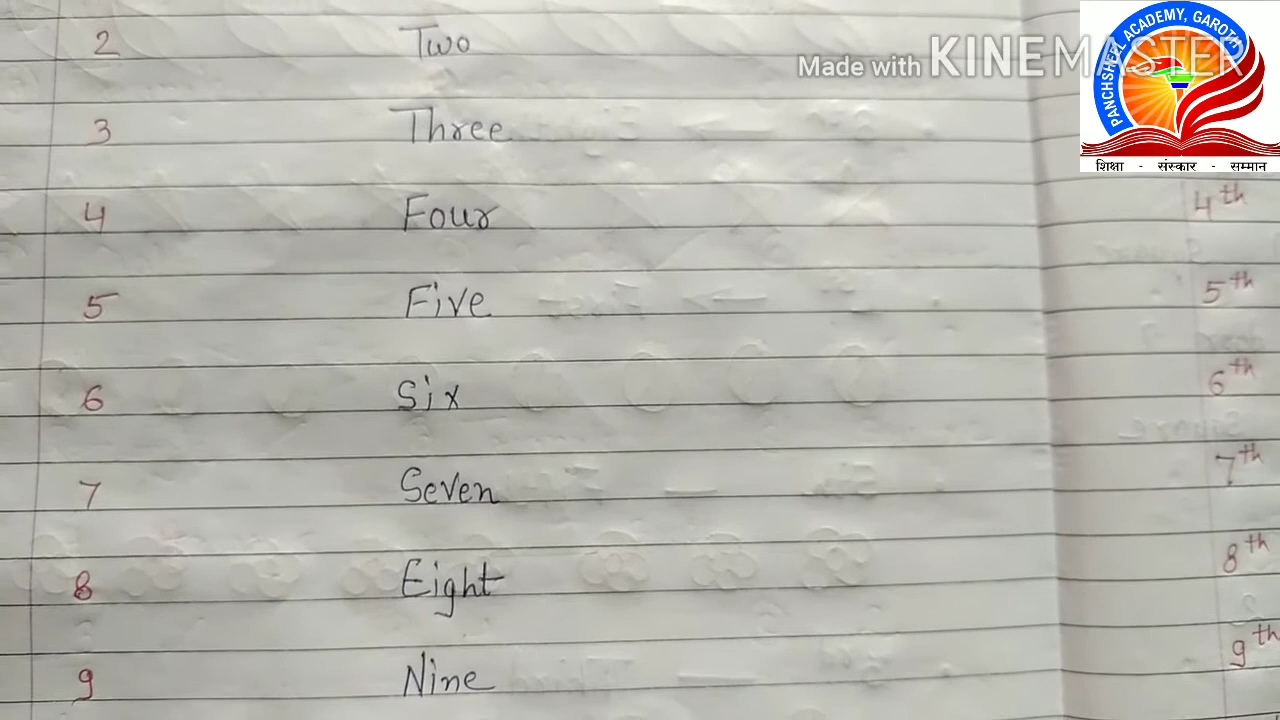 2 Two
Made with KINEMASTER
PANCHSHEEL ACADEMY, GAROTH
3 Three
शिक्षा - संस्कार - सम्मान
4 Four 4th
5 Five 5th
6 Six 6th
7 Seven 7th
8 Eight 8th
9 Nine 9th